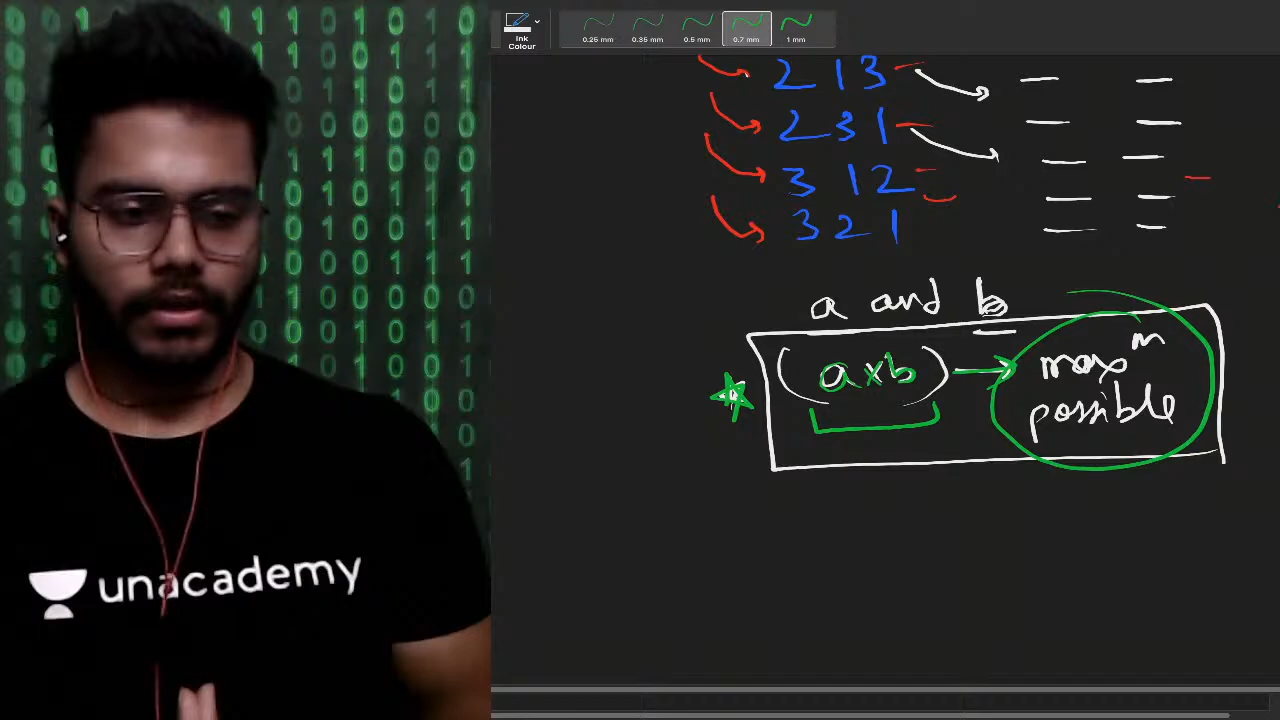 Ink
Colour
0.25 mm 0.35 mm 0.5 mm 0.7 mm 1 mm
2 1 3
2 3 1
3 1 2
3 2 1
a and b
(axb) → maxᵐ
possible
unacademy